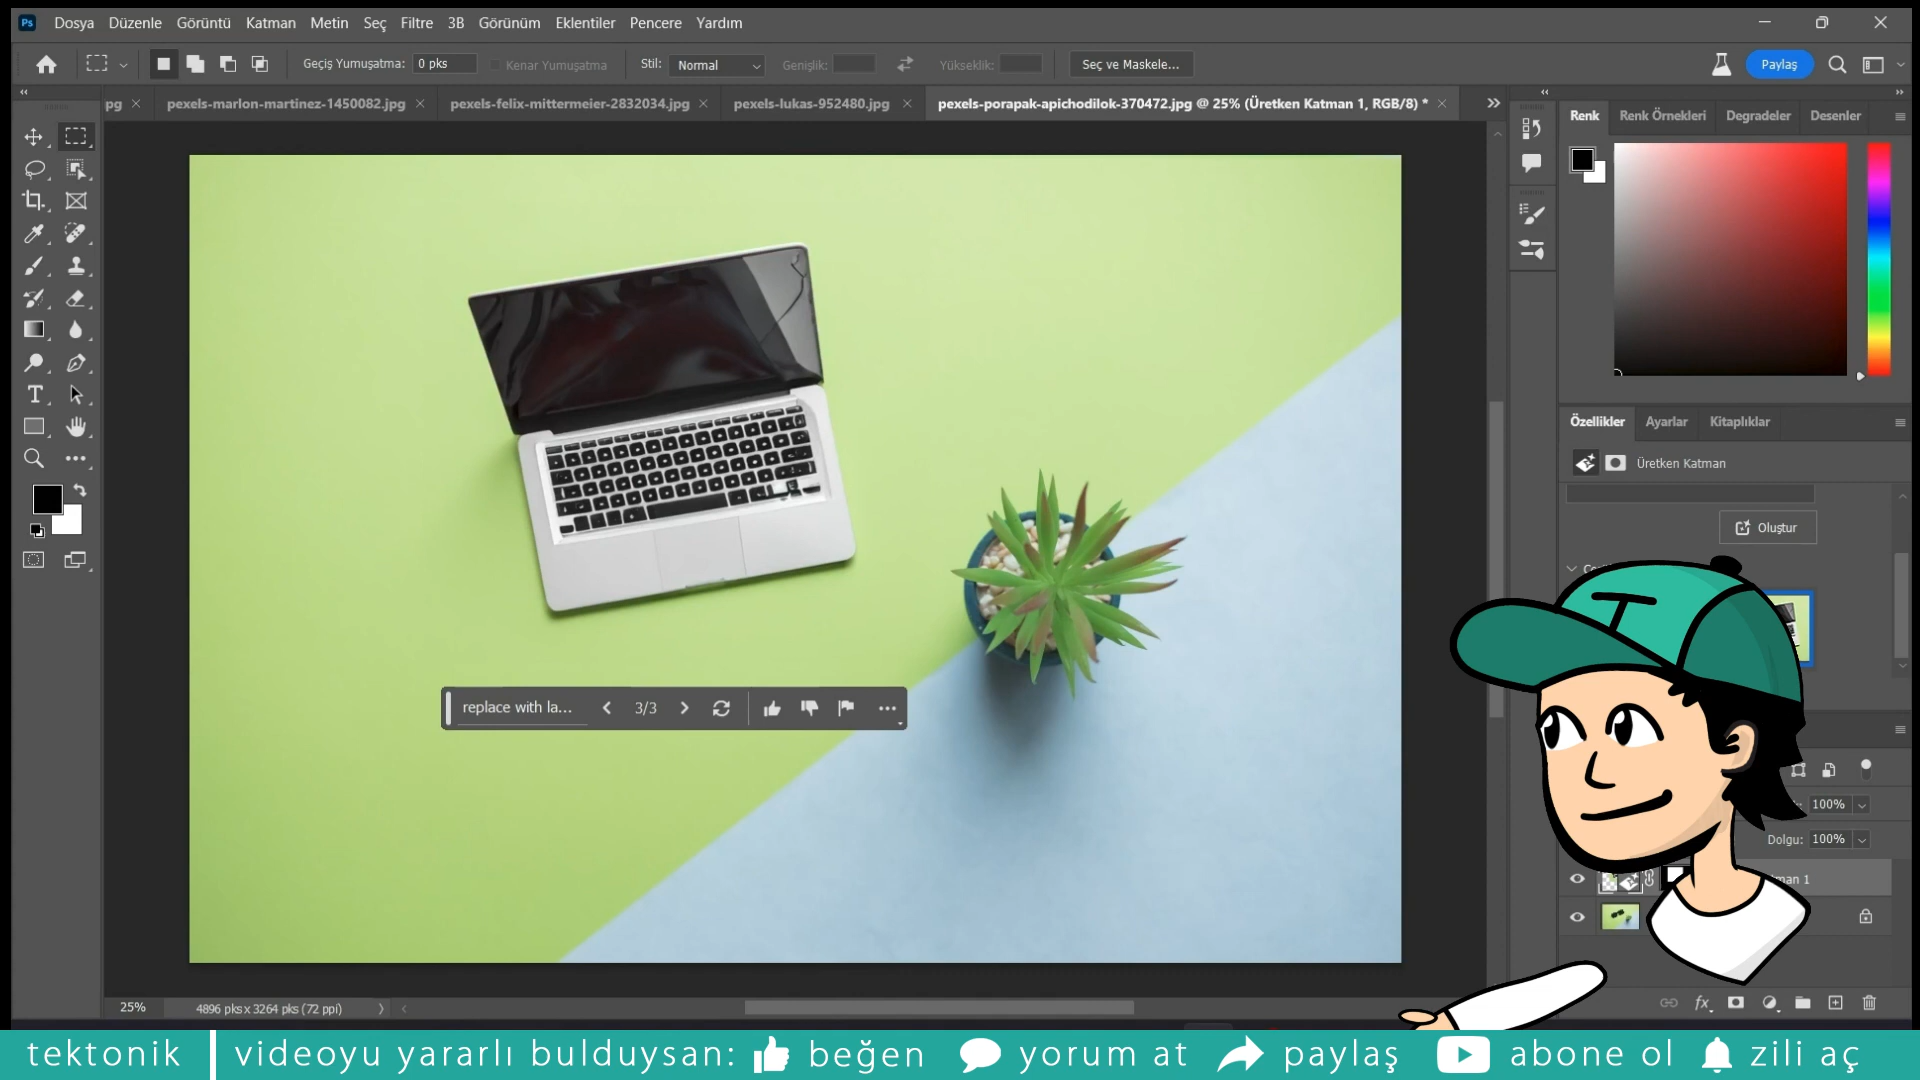 Ps Dosya Düzenle Görüntü Katman Metin Seç Filtre 3B Görünüm Eklentiler Pencere Yardım
Geçiş Yumuşatma: 0 pks Kenar Yumuşatma Stil: Normal Genişlik: Yükseklik: Seç ve Maskele... Paylaş
pg pexels-marlon-martinez-1450082.jpg pexels-felix-mittermeier-2832034.jpg pexels-lukas-952480.jpg pexels-porapak-apichodilok-370472.jpg @ 25% (Üretken Katman 1, RGB/8) *
Renk Renk Örnekleri Degradeler Desenler
Özellikler Ayarlar Kitaplıklar
Üretken Katman
Oluştur
replace with la... 3/3
100%
Dolgu: 100%
man 1
25% 4896 pks x 3264 pks (72 ppi)
tektonik | videoyu yararlı bulduysan: beğen yorum at paylaş abone ol zili aç